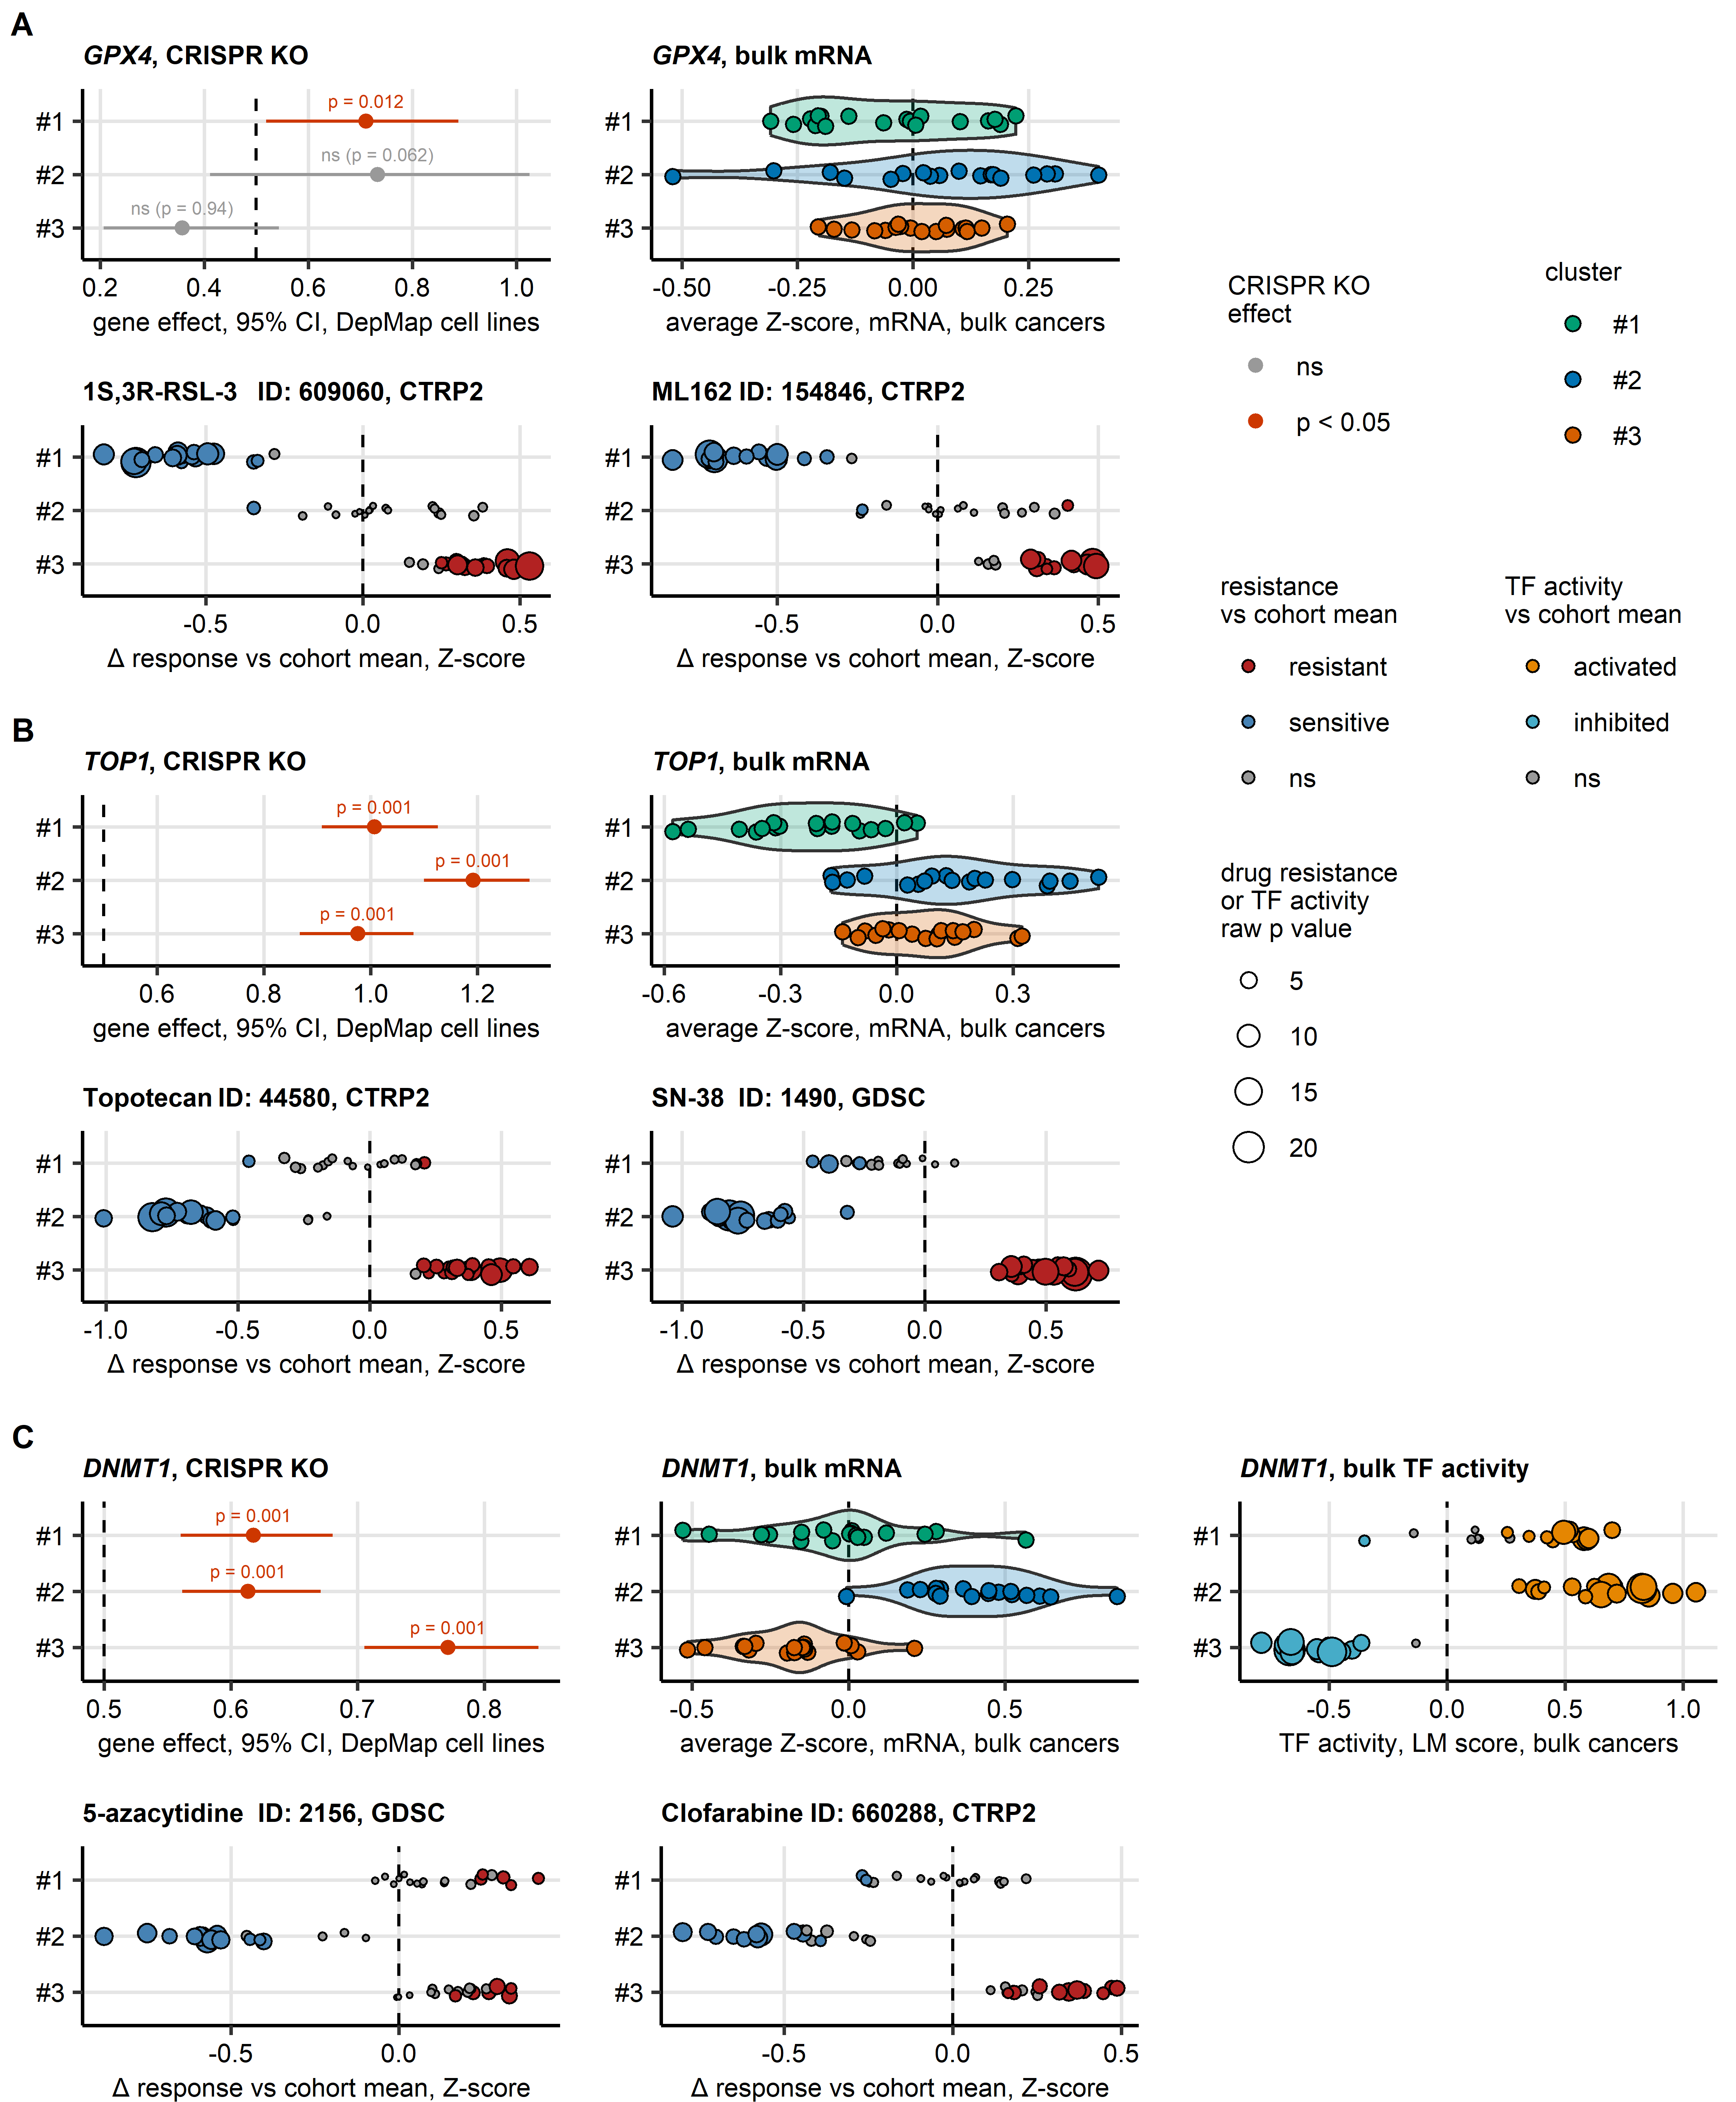 A
GPX4, CRISPR KO
p = 0.012
ns (p = 0.062)
ns (p = 0.94)
#1
#2
#3
0.2 0.4 0.6 0.8 1.0
gene effect, 95% CI, DepMap cell lines
GPX4, bulk mRNA
#1
#2
#3
-0.50 -0.25 0.00 0.25
average Z-score, mRNA, bulk cancers
1S,3R-RSL-3 ID: 609060, CTRP2
#1
#2
#3
-0.5 0.0 0.5
Δ response vs cohort mean, Z-score
ML162 ID: 154846, CTRP2
#1
#2
#3
-0.5 0.0 0.5
Δ response vs cohort mean, Z-score
CRISPR KO
effect
ns
p < 0.05
cluster
#1
#2
#3
resistance
vs cohort mean
resistant
sensitive
ns
TF activity
vs cohort mean
activated
inhibited
ns
drug resistance
or TF activity
raw p value
5
10
15
20
B
TOP1, CRISPR KO
p = 0.001
p = 0.001
p = 0.001
#1
#2
#3
0.6 0.8 1.0 1.2
gene effect, 95% CI, DepMap cell lines
TOP1, bulk mRNA
#1
#2
#3
-0.6 -0.3 0.0 0.3
average Z-score, mRNA, bulk cancers
Topotecan ID: 44580, CTRP2
#1
#2
#3
-1.0 -0.5 0.0 0.5
Δ response vs cohort mean, Z-score
SN-38 ID: 1490, GDSC
#1
#2
#3
-1.0 -0.5 0.0 0.5
Δ response vs cohort mean, Z-score
C
DNMT1, CRISPR KO
p = 0.001
p = 0.001
p = 0.001
#1
#2
#3
0.5 0.6 0.7 0.8
gene effect, 95% CI, DepMap cell lines
DNMT1, bulk mRNA
#1
#2
#3
-0.5 0.0 0.5
average Z-score, mRNA, bulk cancers
DNMT1, bulk TF activity
#1
#2
#3
-0.5 0.0 0.5 1.0
TF activity, LM score, bulk cancers
5-azacytidine ID: 2156, GDSC
#1
#2
#3
-0.5 0.0
Δ response vs cohort mean, Z-score
Clofarabine ID: 660288, CTRP2
#1
#2
#3
-0.5 0.0 0.5
Δ response vs cohort mean, Z-score